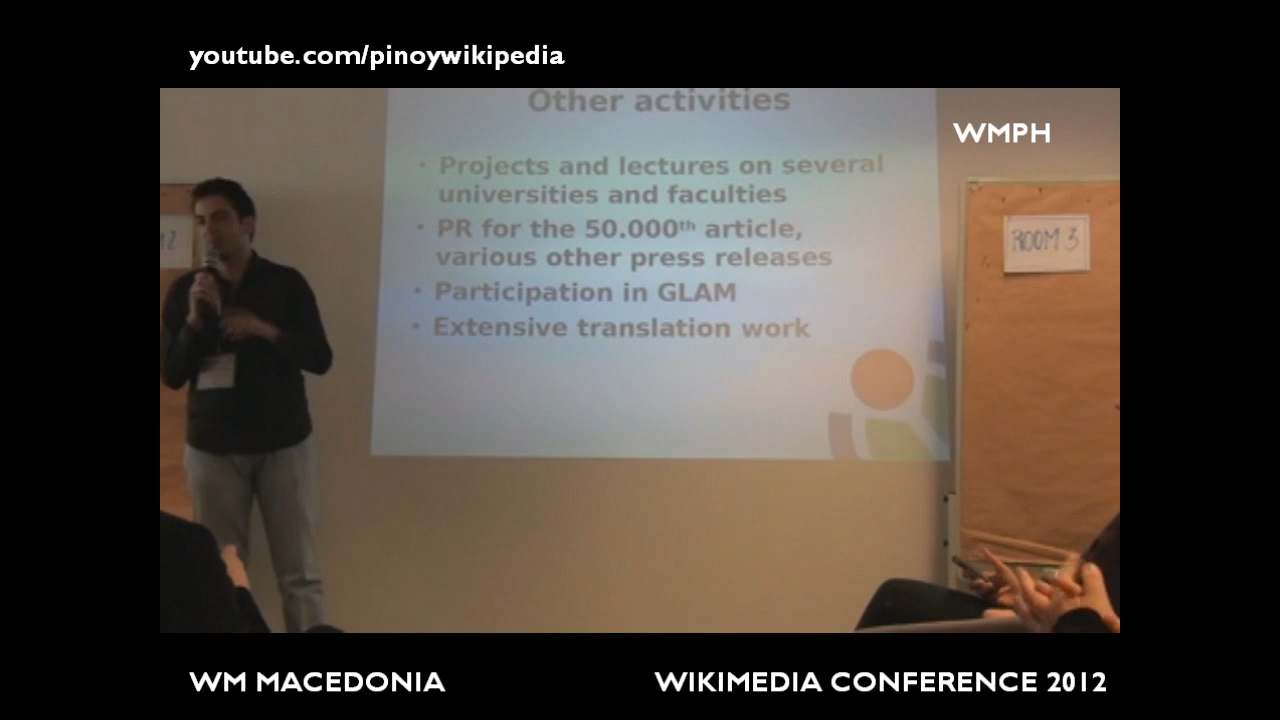 youtube.com/pinoywikipedia
WMPH
Other activities
• Projects and lectures on several
universities and faculties
• PR for the 50.000th article,
various other press releases
• Participation in GLAM
• Extensive translation work
ROOM 3
WM MACEDONIA
WIKIMEDIA CONFERENCE 2012